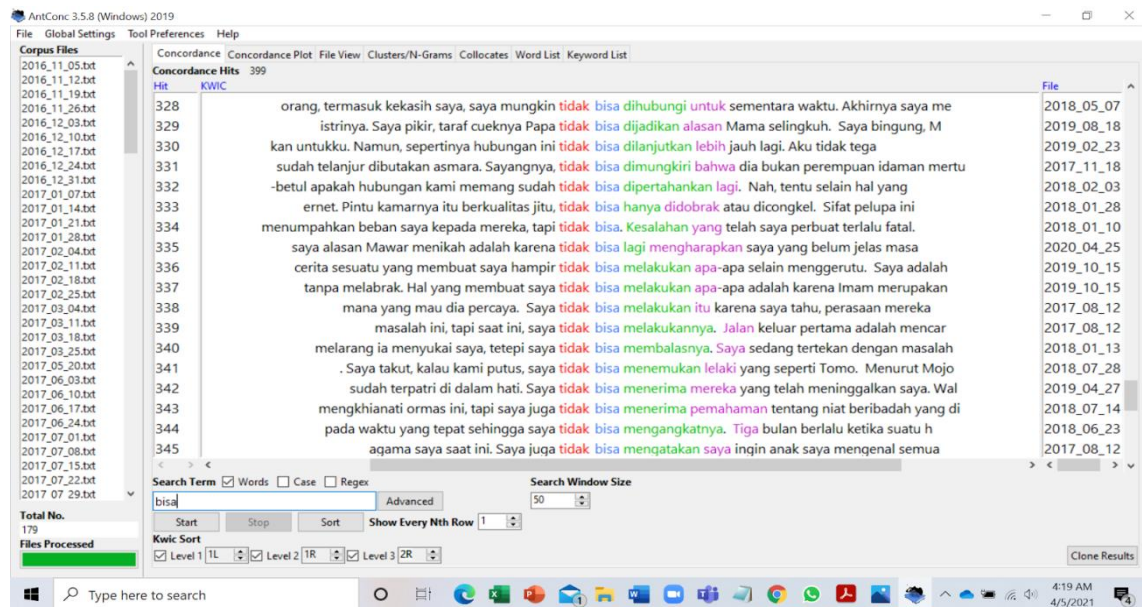 AntConc 3.5.8 (Windows) 2019
File Global Settings Tool Preferences Help
Corpus Files
2016_11_05.txt
2016_11_12.txt
2016_11_19.txt
2016_11_26.txt
2016_12_03.txt
2016_12_10.txt
2016_12_17.txt
2016_12_24.txt
2016_12_31.txt
2017_01_07.txt
2017_01_14.txt
2017_01_21.txt
2017_01_28.txt
2017_02_04.txt
2017_02_11.txt
2017_02_18.txt
2017_02_25.txt
2017_03_04.txt
2017_03_11.txt
2017_03_18.txt
2017_03_25.txt
2017_05_20.txt
2017_06_03.txt
2017_06_10.txt
2017_06_17.txt
2017_06_24.txt
2017_07_01.txt
2017_07_08.txt
2017_07_15.txt
2017_07_22.txt
2017 07 29.txt
Total No.
179
Files Processed
Concordance Concordance Plot File View Clusters/N-Grams Collocates Word List Keyword List
Concordance Hits 399
Hit KWIC File
328 orang, termasuk kekasih saya, saya mungkin tidak bisa dihubungi untuk sementara waktu. Akhirnya saya me 2018_05_07
329 istrinya. Saya pikir, taraf cueknya Papa tidak bisa dijadikan alasan Mama selingkuh. Saya bingung, M 2019_08_18
330 kan untukku. Namun, sepertinya hubungan ini tidak bisa dilanjutkan lebih jauh lagi. Aku tidak tega 2019_02_23
331 sudah telanjur dibutakan asmara. Sayangnya, tidak bisa dimungkiri bahwa dia bukan perempuan idaman mertu 2017_11_18
332 -betul apakah hubungan kami memang sudah tidak bisa dipertahankan lagi. Nah, tentu selain hal yang 2018_02_03
333 ernet. Pintu kamarnya itu berkualitas jitu, tidak bisa hanya didobrak atau dicongkel. Sifat pelupa ini 2018_01_28
334 menumpahkan beban saya kepada mereka, tapi tidak bisa. Kesalahan yang telah saya perbuat terlalu fatal. 2018_01_10
335 saya alasan Mawar menikah adalah karena tidak bisa lagi mengharapkan saya yang belum jelas masa 2020_04_25
336 cerita sesuatu yang membuat saya hampir tidak bisa melakukan apa-apa selain menggerutu. Saya adalah 2019_10_15
337 tanpa melabrak. Hal yang membuat saya tidak bisa melakukan apa-apa adalah karena Imam merupakan 2019_10_15
338 mana yang mau dia percaya. Saya tidak bisa melakukan itu karena saya tahu, perasaan mereka 2017_08_12
339 masalah ini, tapi saat ini, saya tidak bisa melakukannya. Jalan keluar pertama adalah mencar 2017_08_12
340 melarang ia menyukai saya, tetepi saya tidak bisa membalasnya. Saya sedang tertekan dengan masalah 2018_01_13
341 . Saya takut, kalau kami putus, saya tidak bisa menemukan lelaki yang seperti Tomo. Menurut Mojo 2018_07_28
342 sudah terpatri di dalam hati. Saya tidak bisa menerima mereka yang telah meninggalkan saya. Wal 2019_04_27
343 mengkhianati ormas ini, tapi saya juga tidak bisa menerima pemahaman tentang niat beribadah yang di 2018_07_14
344 pada waktu yang tepat sehingga saya tidak bisa mengangkatnya. Tiga bulan berlalu ketika suatu h 2018_06_23
345 agama saya saat ini. Saya juga tidak bisa mengatakan saya ingin anak saya mengenal semua 2017_08_12
Search Term Words Case Regex Search Window Size
bisa Advanced 50
Start Stop Sort Show Every Nth Row 1
Kwic Sort
Level 1 1L Level 2 1R Level 3 2R Clone Results
Type here to search 4:19 AM
4/5/2021